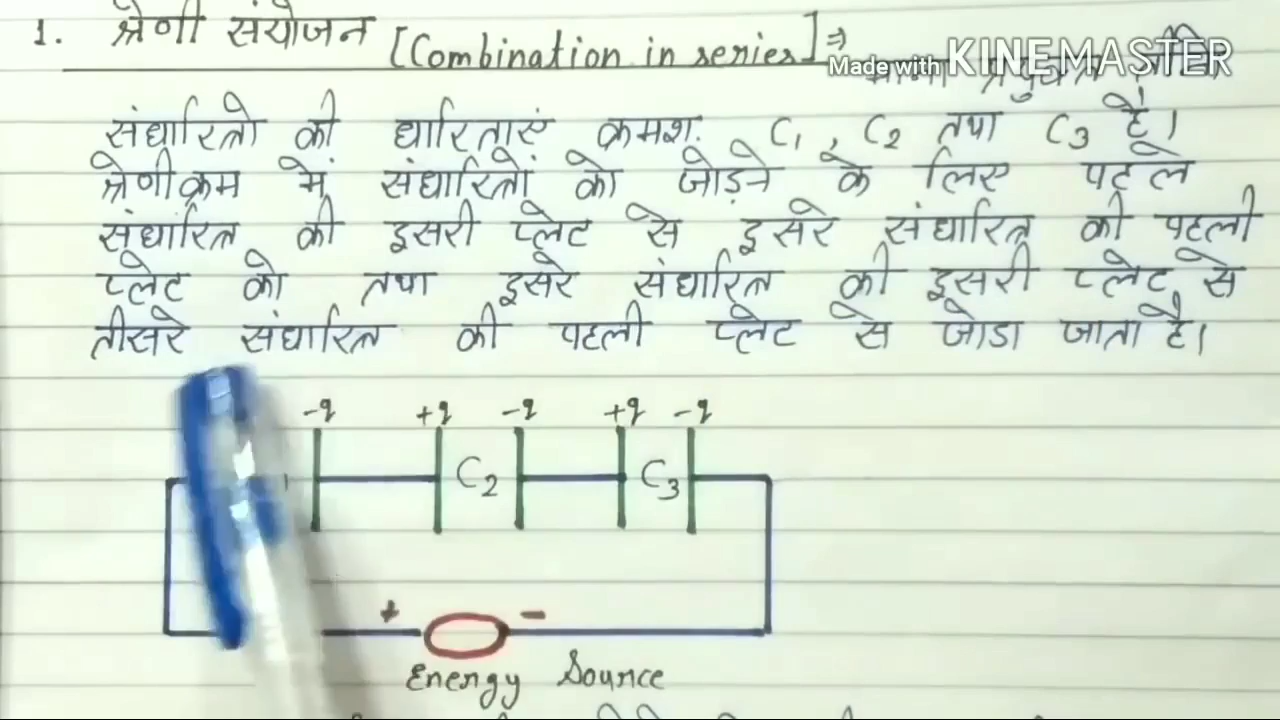 1. श्रेणी संयोजन [Combination in series] ⇒
Made with KINEMASTER
संधारित्रो की धारिताएं क्रमशः C₁, C₂ तथा C₃ है।
श्रेणीक्रम में संधारित्रों को जोड़ने के लिए पहले
संधारित्र की दूसरी प्लेट से दूसरे संधारित्र की पहली
प्लेट को तथा दूसरे संधारित्र की दूसरी प्लेट से
तीसरे संधारित्र की पहली प्लेट से जोडा जाता है।
-q +q -q +q -q
C₂ C₃
+ -
Energy Source